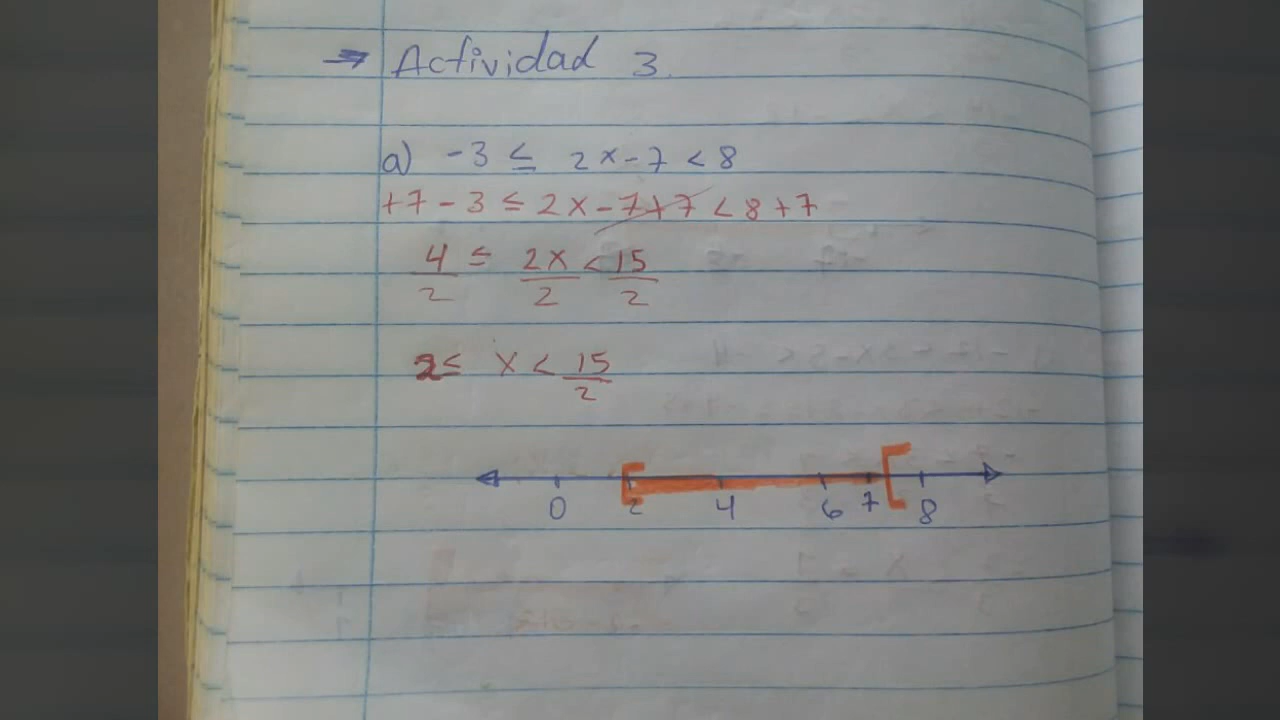 → Actividad 3.
a) -3 ≤ 2x-7 < 8
+7-3 ≤ 2x-7+7 < 8+7
4/2 ≤ 2x/2 < 15/2
2 ≤ x < 15/2
0 2 4 6 7 8